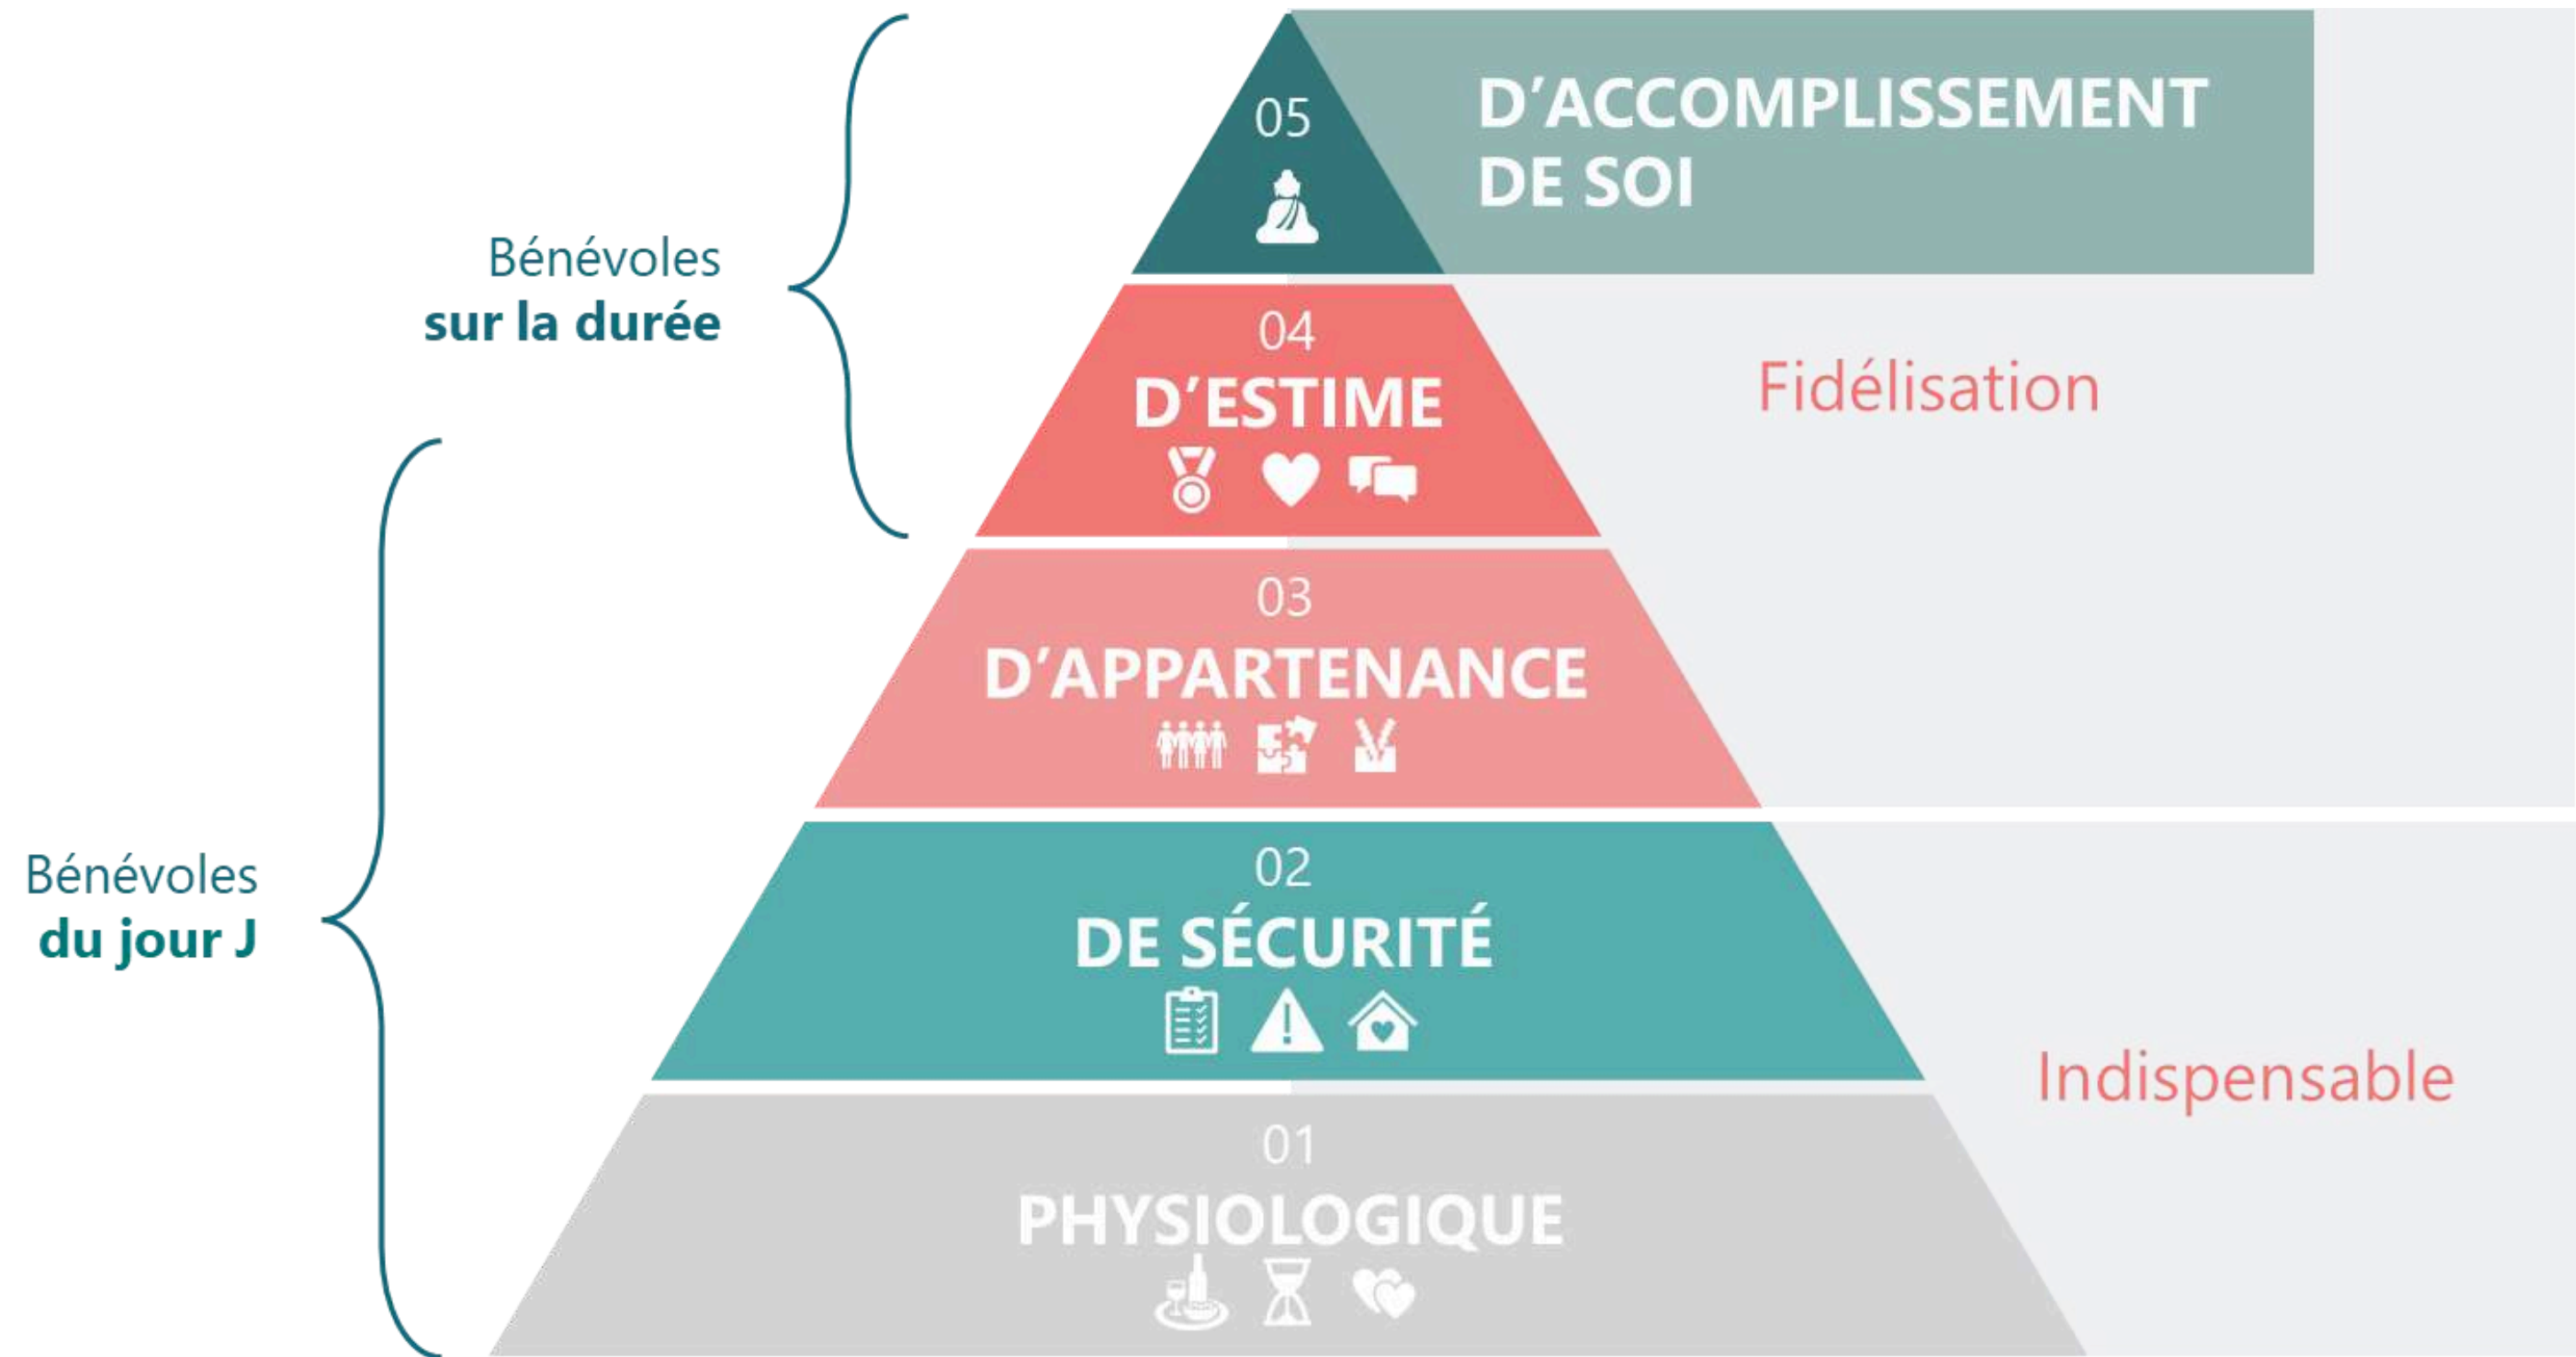 05
D'ACCOMPLISSEMENT
DE SOI
Bénévoles
sur la durée
04
D'ESTIME
Fidélisation
03
D'APPARTENANCE
Bénévoles
du jour J
02
DE SÉCURITÉ
Indispensable
01
PHYSIOLOGIQUE